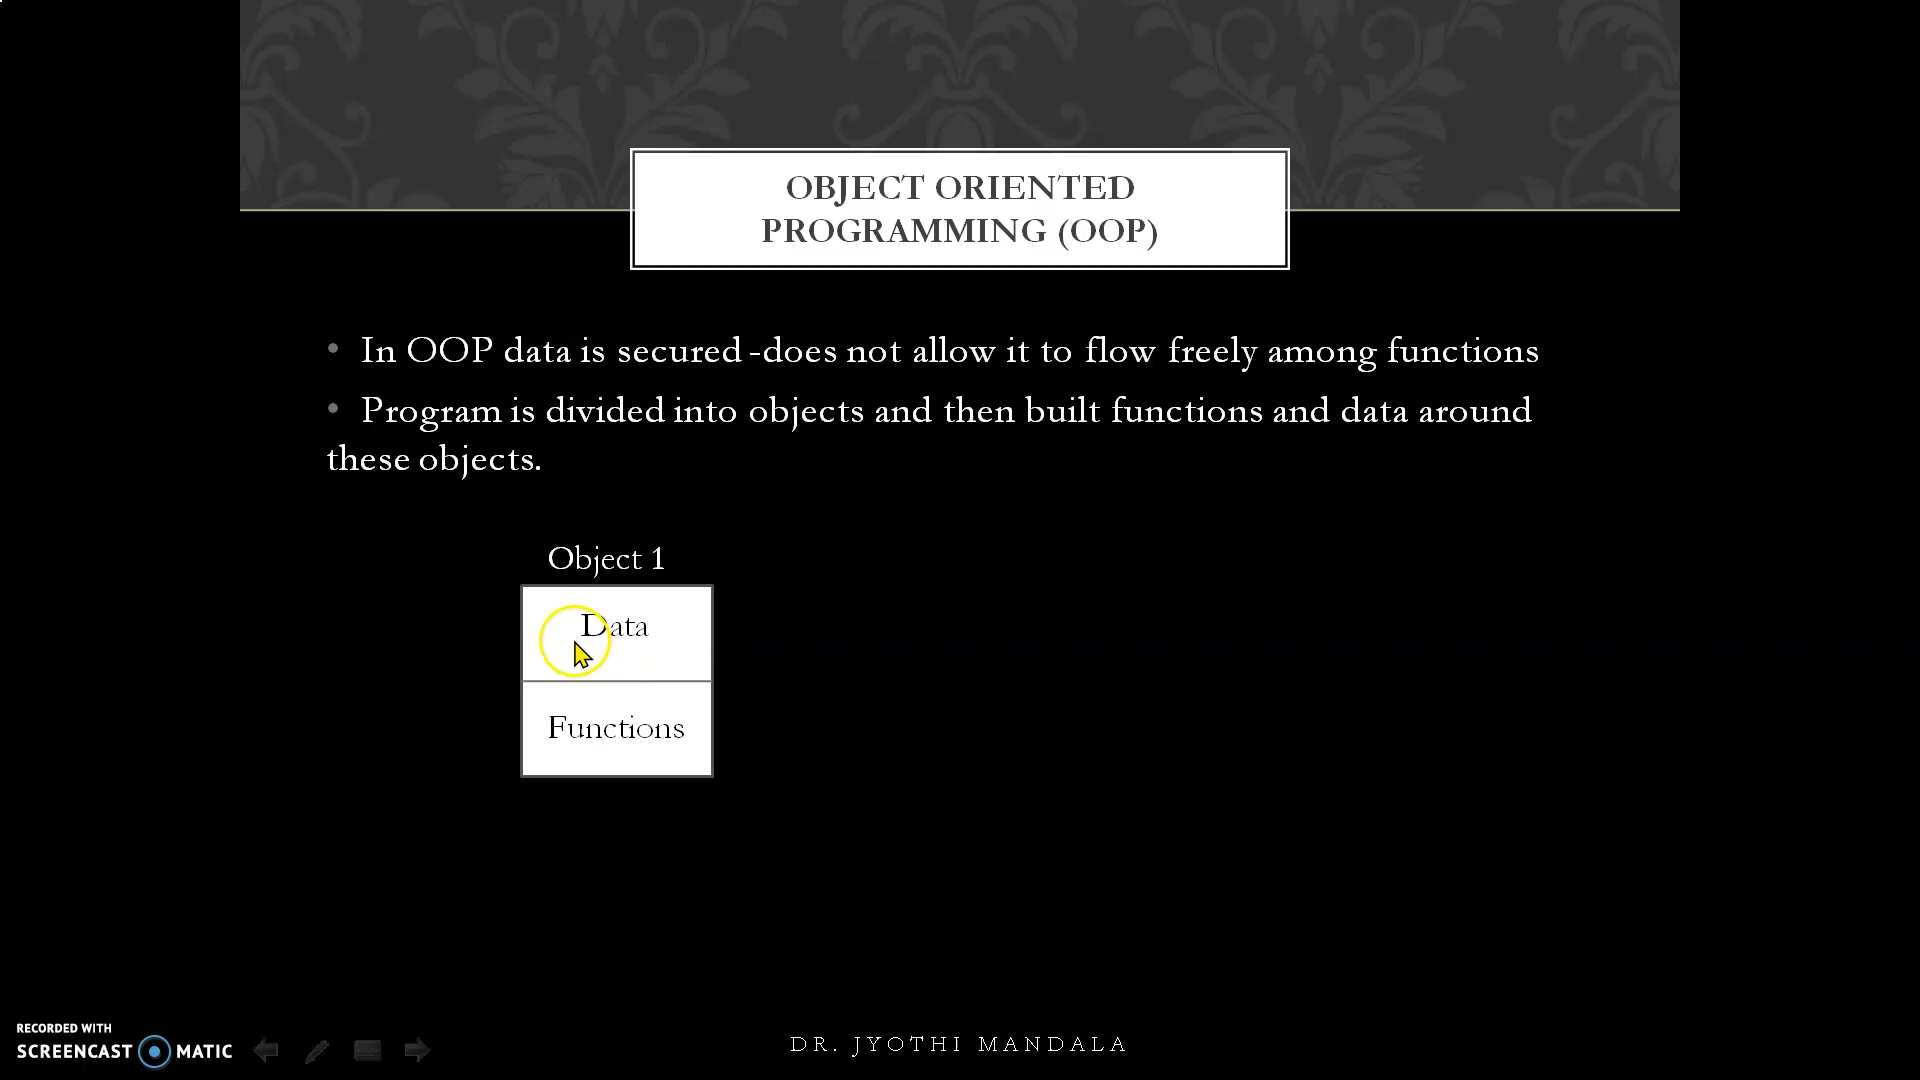 OBJECT ORIENTED
PROGRAMMING (OOP)
• In OOP data is secured -does not allow it to flow freely among functions
• Program is divided into objects and then built functions and data around
these objects.
Object 1
Data
Functions
RECORDED WITH
SCREENCAST MATIC
DR. JYOTHI MANDALA